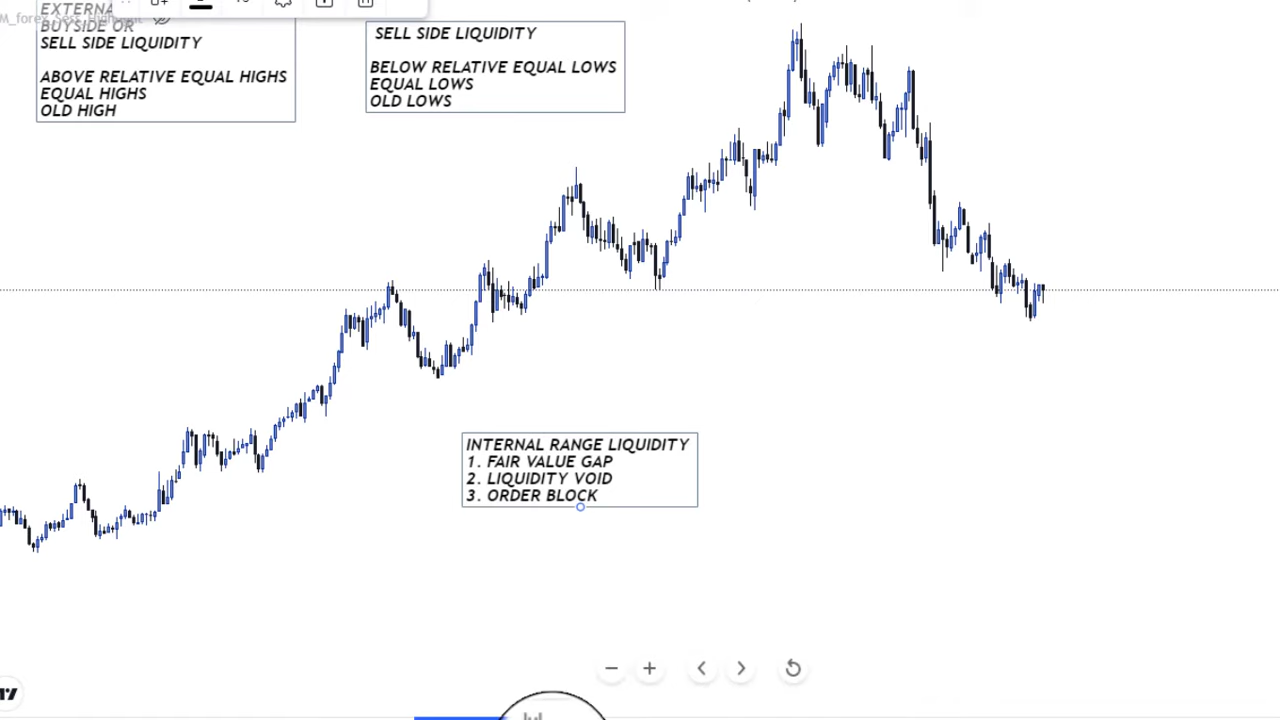 EXTERNA
BUYSIDE OR
SELL SIDE LIQUIDITY
ABOVE RELATIVE EQUAL HIGHS
EQUAL HIGHS
OLD HIGH
SELL SIDE LIQUIDITY
BELOW RELATIVE EQUAL LOWS
EQUAL LOWS
OLD LOWS
INTERNAL RANGE LIQUIDITY
1. FAIR VALUE GAP
2. LIQUIDITY VOID
3. ORDER BLOCK